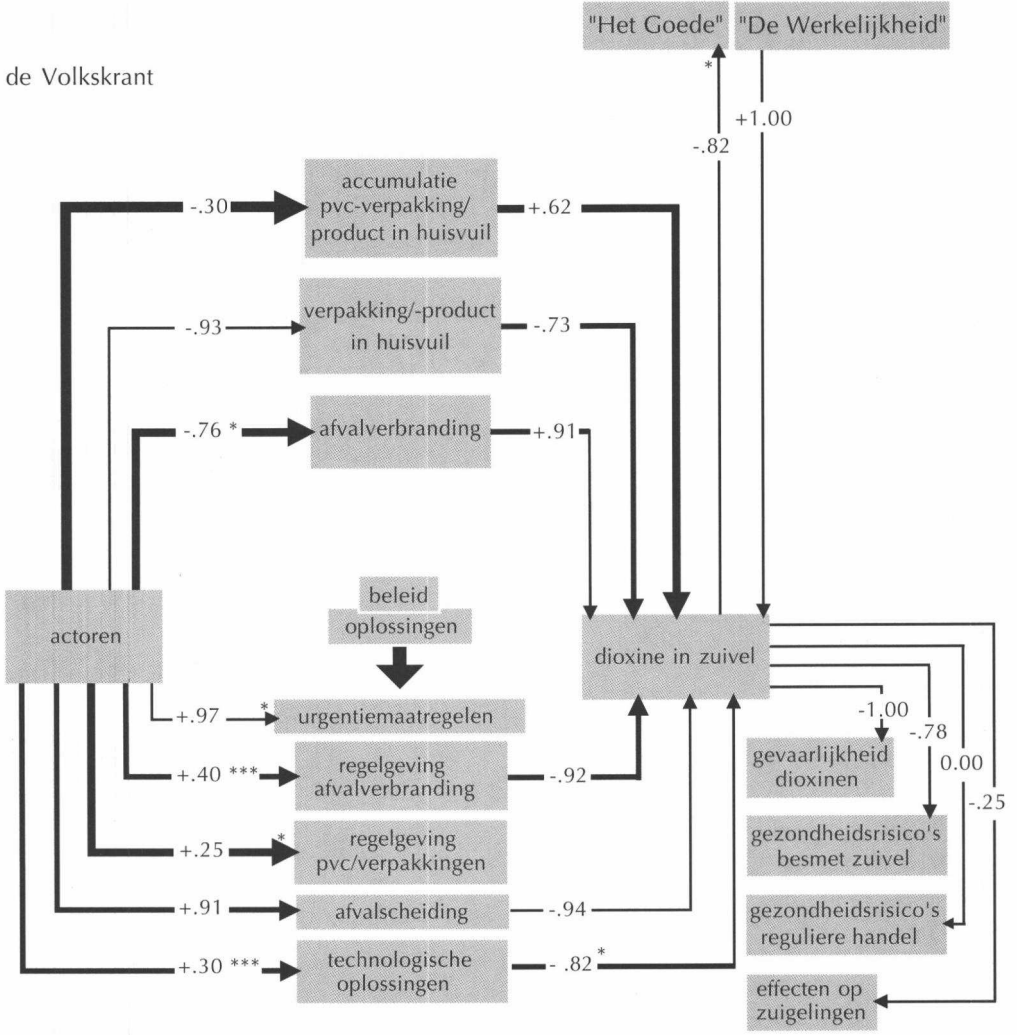 "Het Goede" "De Werkelijkheid"
de Volkskrant
*
+1.00
-.82
accumulatie
pvc-verpakking/
product in huisvuil
-.30
+.62
verpakking/-product
in huisvuil
-.93
-.73
afvalverbranding
-.76 *
+.91
beleid
oplossingen
actoren
dioxine in zuivel
+.97
*
urgentiemaatregelen
-1.00
-.78
0.00
-.25
gevaarlijkheid
dioxinen
+.40 ***
regelgeving
afvalverbranding
-.92
+.25
*
regelgeving
pvc/verpakkingen
gezondheidsrisico's
besmet zuivel
+.91
afvalscheiding
-.94
gezondheidsrisico's
reguliere handel
+.30 ***
technologische
oplossingen
- .82 *
effecten op
zuigelingen